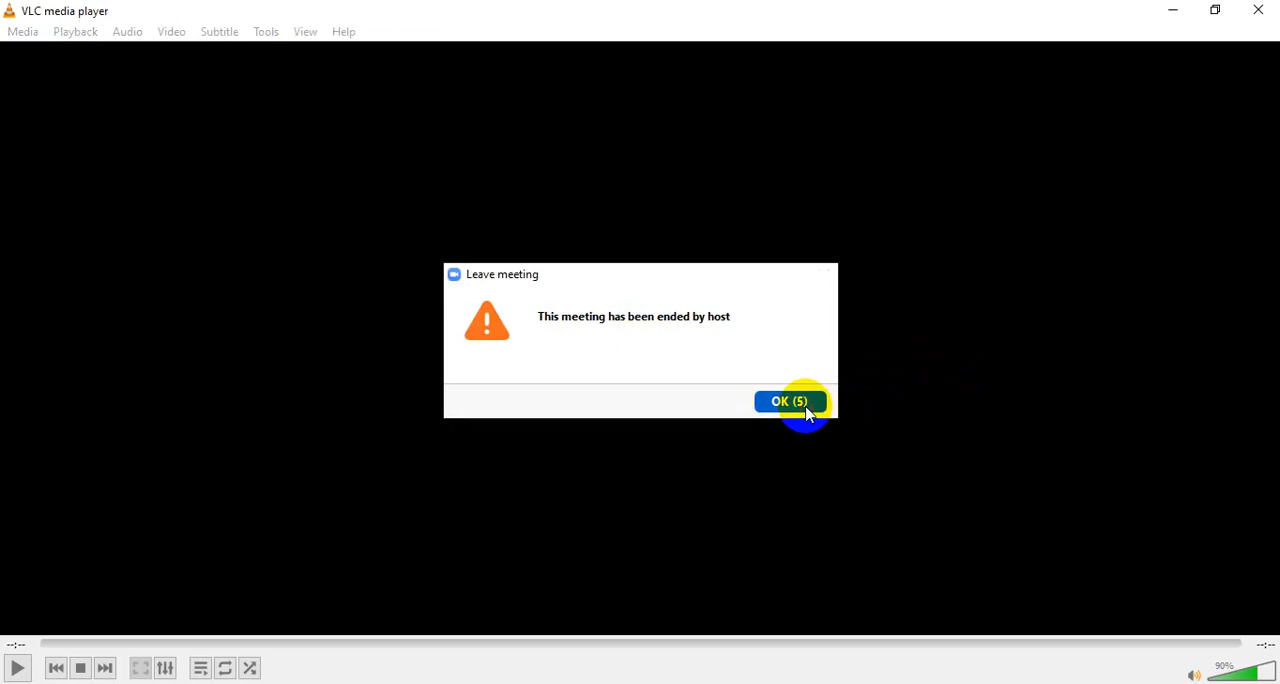 VLC media player
Media Playback Audio Video Subtitle Tools View Help
Leave meeting
This meeting has been ended by host
OK (5)
--:-- --:--
90%